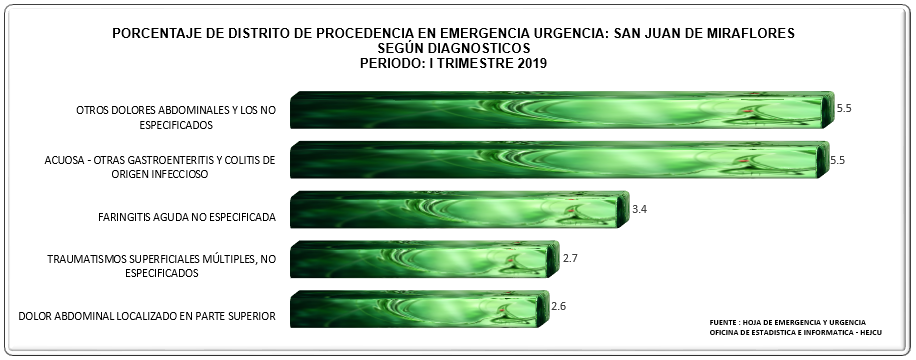 PORCENTAJE DE DISTRITO DE PROCEDENCIA EN EMERGENCIA URGENCIA: SAN JUAN DE MIRAFLORES
SEGÚN DIAGNOSTICOS
PERIODO: I TRIMESTRE 2019
OTROS DOLORES ABDOMINALES Y LOS NO
ESPECIFICADOS
5.5
ACUOSA - OTRAS GASTROENTERITIS Y COLITIS DE
ORIGEN INFECCIOSO
5.5
FARINGITIS AGUDA NO ESPECIFICADA
3.4
TRAUMATISMOS SUPERFICIALES MÚLTIPLES, NO
ESPECIFICADOS
2.7
DOLOR ABDOMINAL LOCALIZADO EN PARTE SUPERIOR
2.6
FUENTE : HOJA DE EMERGENCIA Y URGENCIA
OFICINA DE ESTADISTICA E INFORMATICA - HEJCU